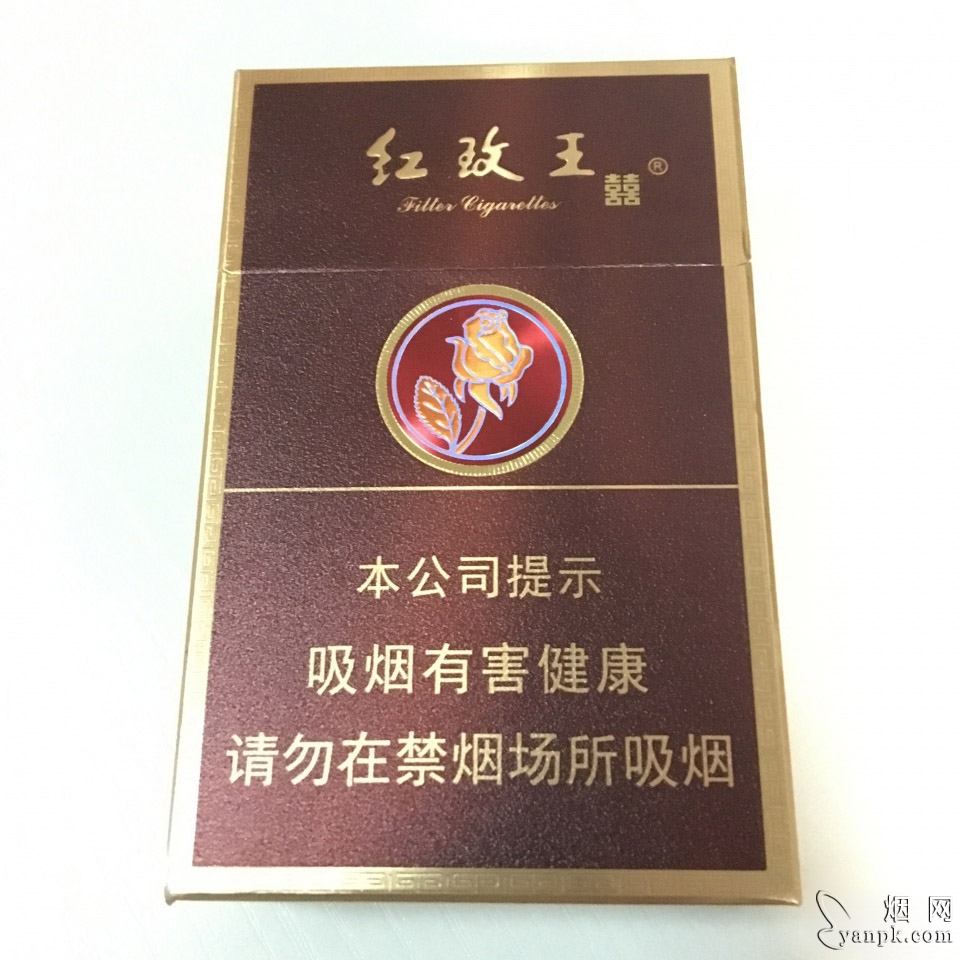 红玫王 囍®
Filter Cigarettes
本公司提示
吸烟有害健康
请勿在禁烟场所吸烟
烟网
yanpk.com